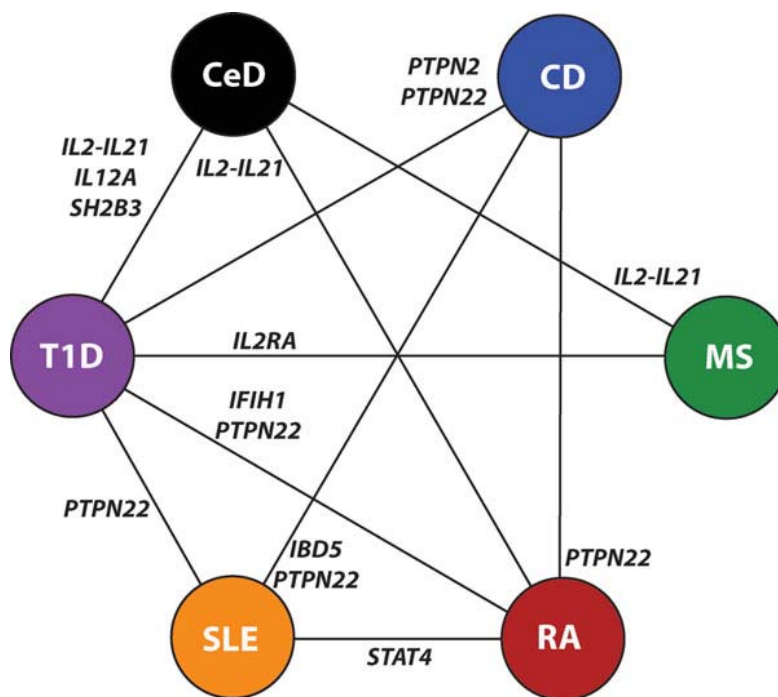 CeD
CD
PTPN2
PTPN22
IL2-IL21
IL12A
SH2B3
IL2-IL21
IL2-IL21
T1D
IL2RA
MS
IFIH1
PTPN22
PTPN22
IBD5
PTPN22
PTPN22
SLE
STAT4
RA